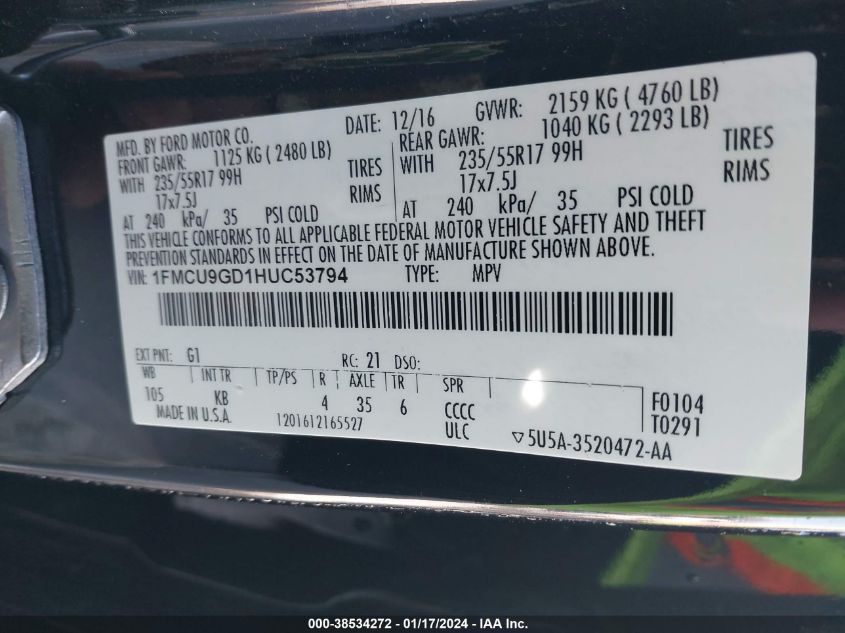 MFD. BY FORD MOTOR CO.
DATE: 12/16 GVWR: 2159 KG ( 4760 LB)
FRONT GAWR: 1125 KG ( 2480 LB)
REAR GAWR: 1040 KG ( 2293 LB)
WITH 235/55R17 99H TIRES
WITH 235/55R17 99H TIRES
17x7.5J RIMS
17x7.5J RIMS
AT 240 kPa/ 35 PSI COLD
AT 240 kPa/ 35 PSI COLD
THIS VEHICLE CONFORMS TO ALL APPLICABLE FEDERAL MOTOR VEHICLE SAFETY AND THEFT
PREVENTION STANDARDS IN EFFECT ON THE DATE OF MANUFACTURE SHOWN ABOVE.
VIN: 1FMCU9GD1HUC53794 TYPE: MPV
EXT PNT: G1 RC: 21 DSO:
WB INT TR TP/PS R AXLE TR SPR
105 KB 4 35 6 CCCC F0104
MADE IN U.S.A. 1201612165527 ULC T0291
▽5U5A-3520472-AA
000-38534272 — 01/17/2024 — IAA Inc.